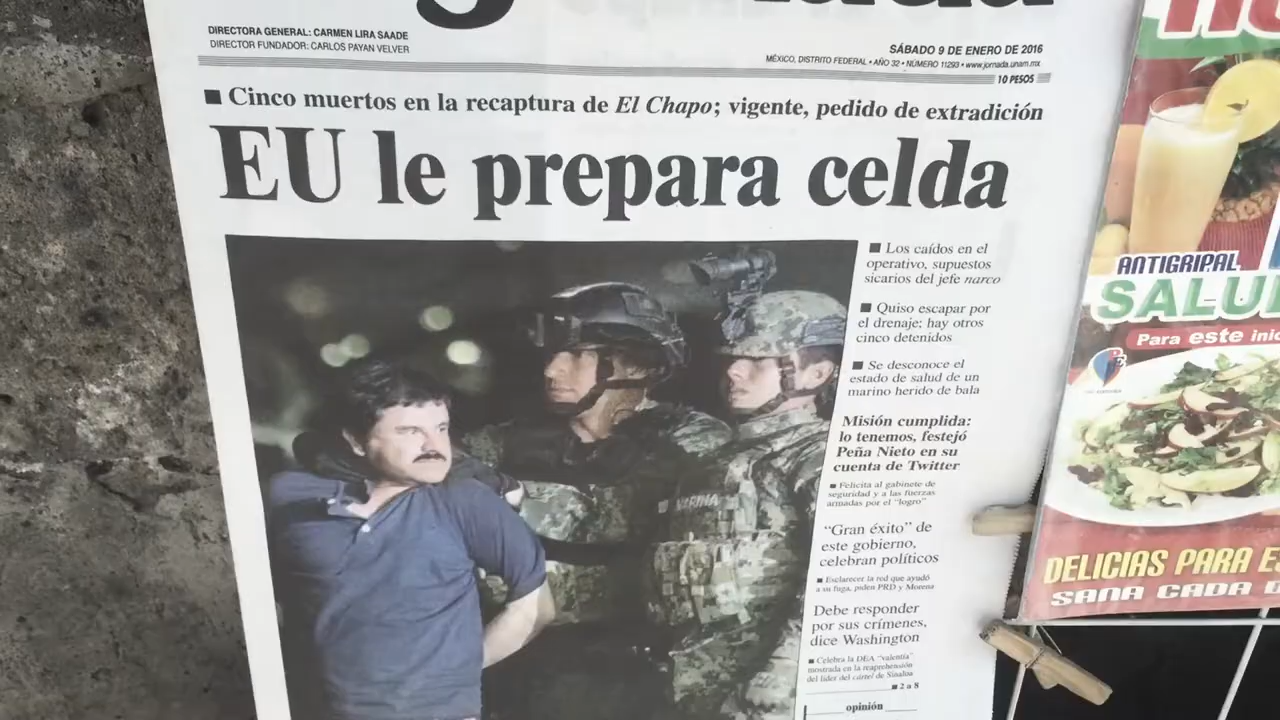 DIRECTORA GENERAL: CARMEN LIRA SAADE
DIRECTOR FUNDADOR: CARLOS PAYAN VELVER
SÁBADO 9 DE ENERO DE 2016
MÉXICO, DISTRITO FEDERAL • AÑO 32 • NÚMERO 11293 • www.jornada.unam.mx
10 PESOS
Cinco muertos en la recaptura de El Chapo; vigente, pedido de extradición
EU le prepara celda
Los caídos en el
operativo, supuestos
sicarios del jefe narco
Quiso escapar por
el drenaje; hay otros
cinco detenidos
Se desconoce el
estado de salud de un
marino herido de bala
Misión cumplida:
lo tenemos, festejó
Peña Nieto en su
cuenta de Twitter
Felicita al gabinete de
seguridad y a las fuerzas
armadas por el "logro"
"Gran éxito" de
este gobierno,
celebran políticos
Esclarecer la red que ayudó
a su fuga, piden PRD y Morena
Debe responder
por sus crímenes,
dice Washington
Celebra la DEA "valentía"
mostrada en la reaprehensión
del líder del cártel de Sinaloa
2 a 8
opinión
MARINA
ANTIGRIPAL
Para este
DELICIAS PARA
SANA CADA